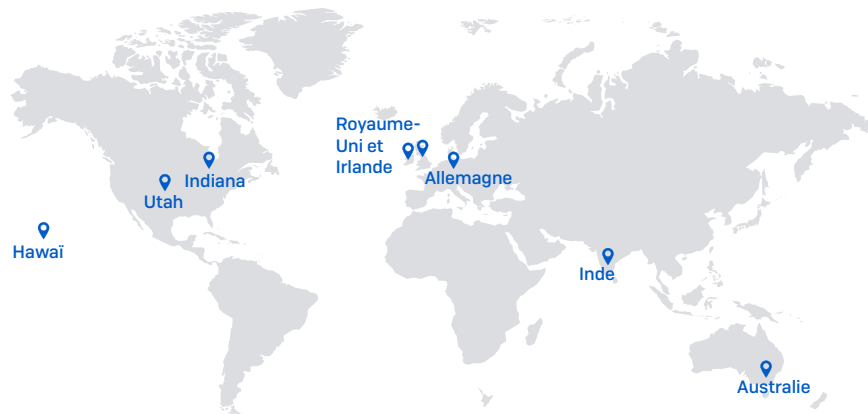 Royaume-
Uni et
Irlande
Indiana
Allemagne
Utah
Hawaï
Inde
Australie